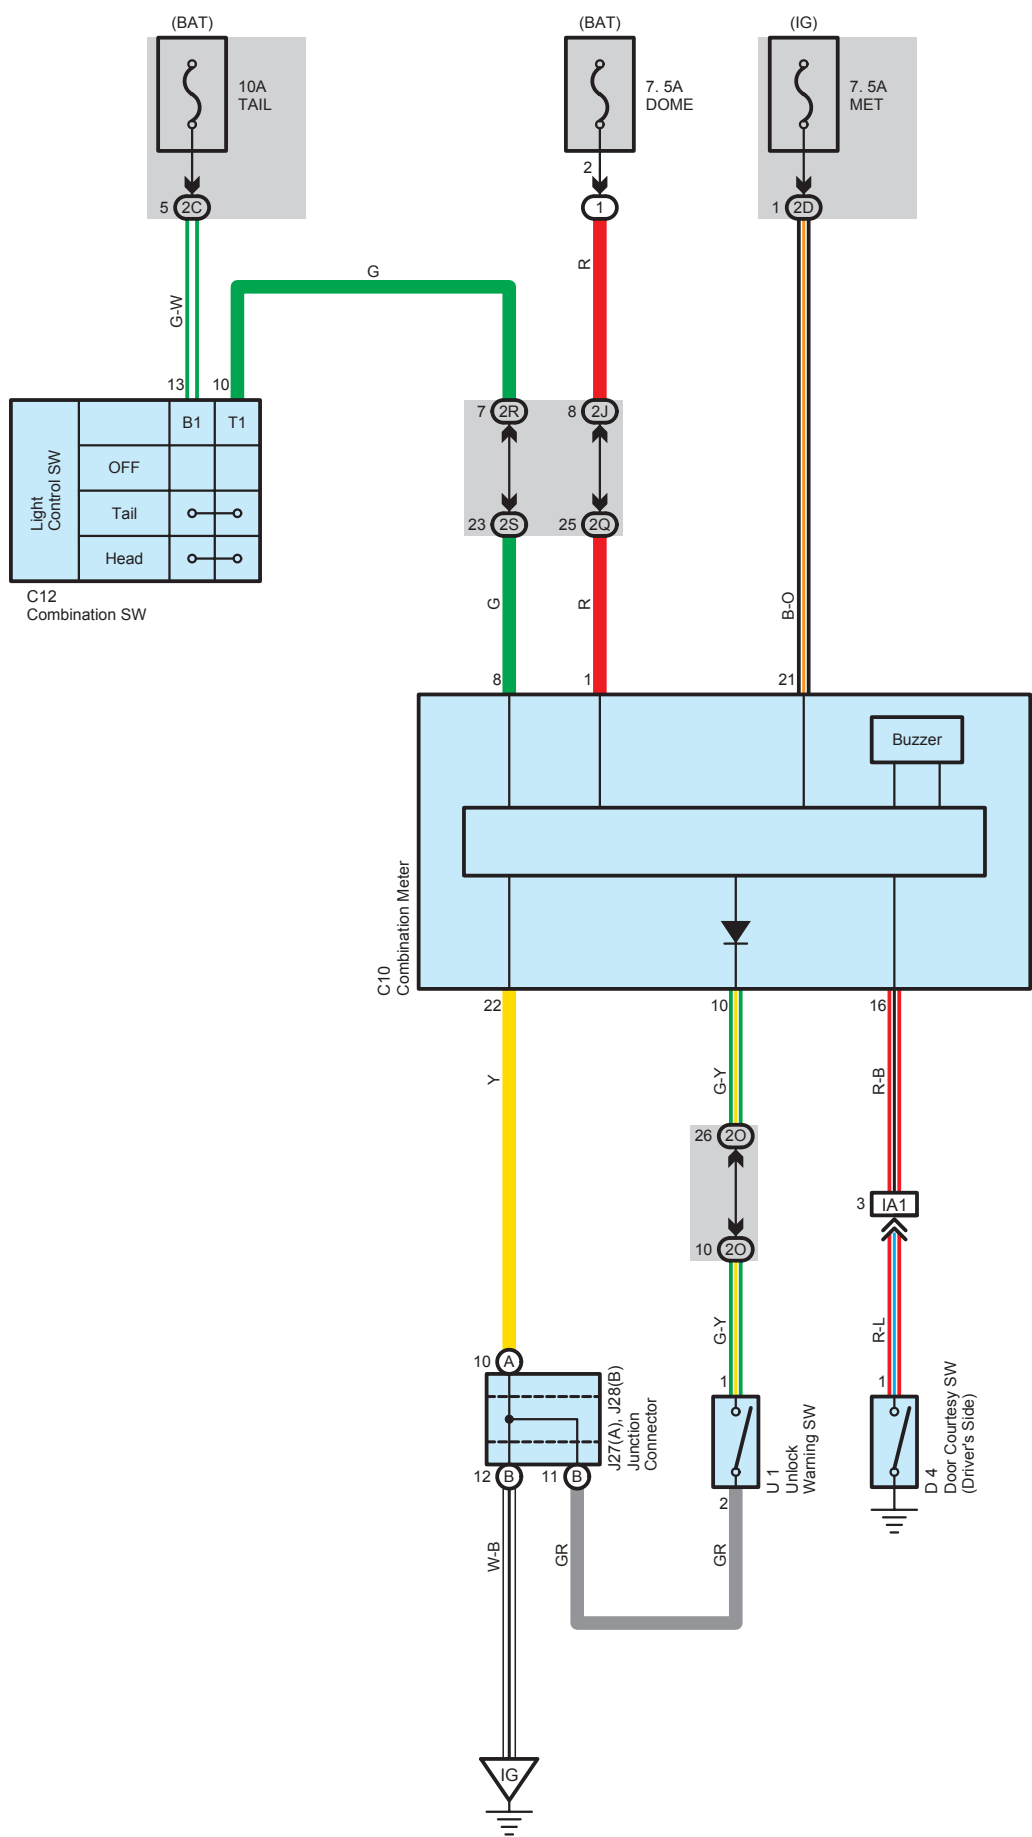 (BAT)
(BAT)
(IG)
10A
TAIL
7. 5A
DOME
7. 5A
MET
2
5
2C
1
1
2D
G-W
G
R
13
10
B1
T1
OFF
Tail
Head
Light
Control SW
C12
Combination SW
7
2R
8
2J
23
2S
25
2Q
G
R
B-O
8
1
21
Buzzer
C10
Combination Meter
22
10
16
Y
G-Y
R-B
26
2O
3
IA1
10
2O
G-Y
R-L
10
A
1
1
J27(A), J28(B)
Junction
Connector
U 1
Unlock
Warning SW
D 4
Door Courtesy SW
(Driver's Side)
12
B
11
B
2
W-B
GR
GR
IG